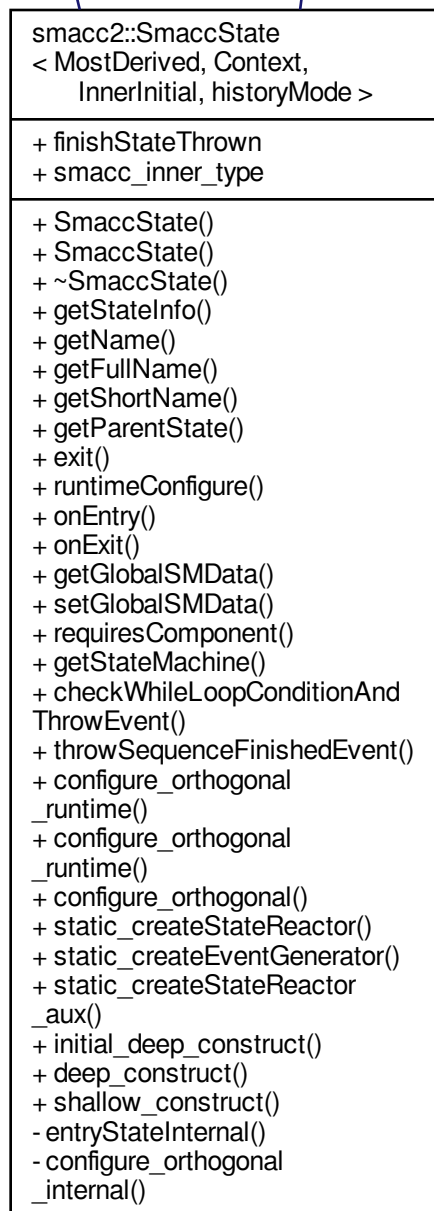 smacc2::SmaccState
< MostDerived, Context,
InnerInitial, historyMode >
+ finishStateThrown
+ smacc_inner_type
+ SmaccState()
+ SmaccState()
+ ~SmaccState()
+ getStateInfo()
+ getName()
+ getFullName()
+ getShortName()
+ getParentState()
+ exit()
+ runtimeConfigure()
+ onEntry()
+ onExit()
+ getGlobalSMData()
+ setGlobalSMData()
+ requiresComponent()
+ getStateMachine()
+ checkWhileLoopConditionAnd
ThrowEvent()
+ throwSequenceFinishedEvent()
+ configure_orthogonal
_runtime()
+ configure_orthogonal
_runtime()
+ configure_orthogonal()
+ static_createStateReactor()
+ static_createEventGenerator()
+ static_createStateReactor
_aux()
+ initial_deep_construct()
+ deep_construct()
+ shallow_construct()
- entryStateInternal()
- configure_orthogonal
_internal()